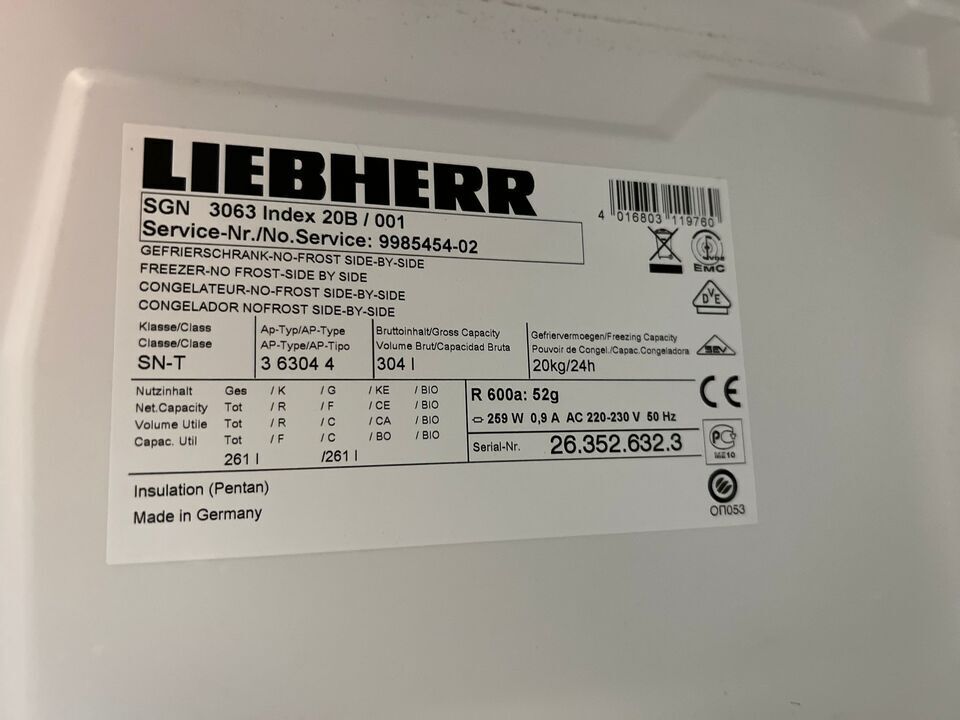 LIEBHERR
SGN 3063 Index 20B / 001
Service-Nr./No.Service: 9985454-02
4 016803 119760
GEFRIERSCHRANK-NO-FROST SIDE-BY-SIDE
FREEZER-NO FROST-SIDE BY SIDE
CONGELATEUR-NO-FROST SIDE-BY-SIDE
CONGELADOR NOFROST SIDE-BY-SIDE
VDE
EMC
DVE
SEV
Klasse/Class Ap-Typ/AP-Type Bruttoinhalt/Gross Capacity Gefriervermoegen/Freezing Capacity
Classe/Clase AP-Type/AP-Tipo Volume Brut/Capacidad Bruta Pouvoir de Congel./Capac.Congeladora
SN-T 3 6304 4 304 l 20kg/24h
Nutzinhalt Ges / K / G / KE / BIO
Net.Capacity Tot / R / F / CE / BIO
Volume Utile Tot / R / C / CA / BIO
Capac. Util Tot / F / C / BO / BIO
261 l /261 l
R 600a: 52g
259 W 0,9 A AC 220-230 V 50 Hz
Serial-Nr. 26.352.632.3
CE
РСТ
ME10
ОП053
Insulation (Pentan)
Made in Germany